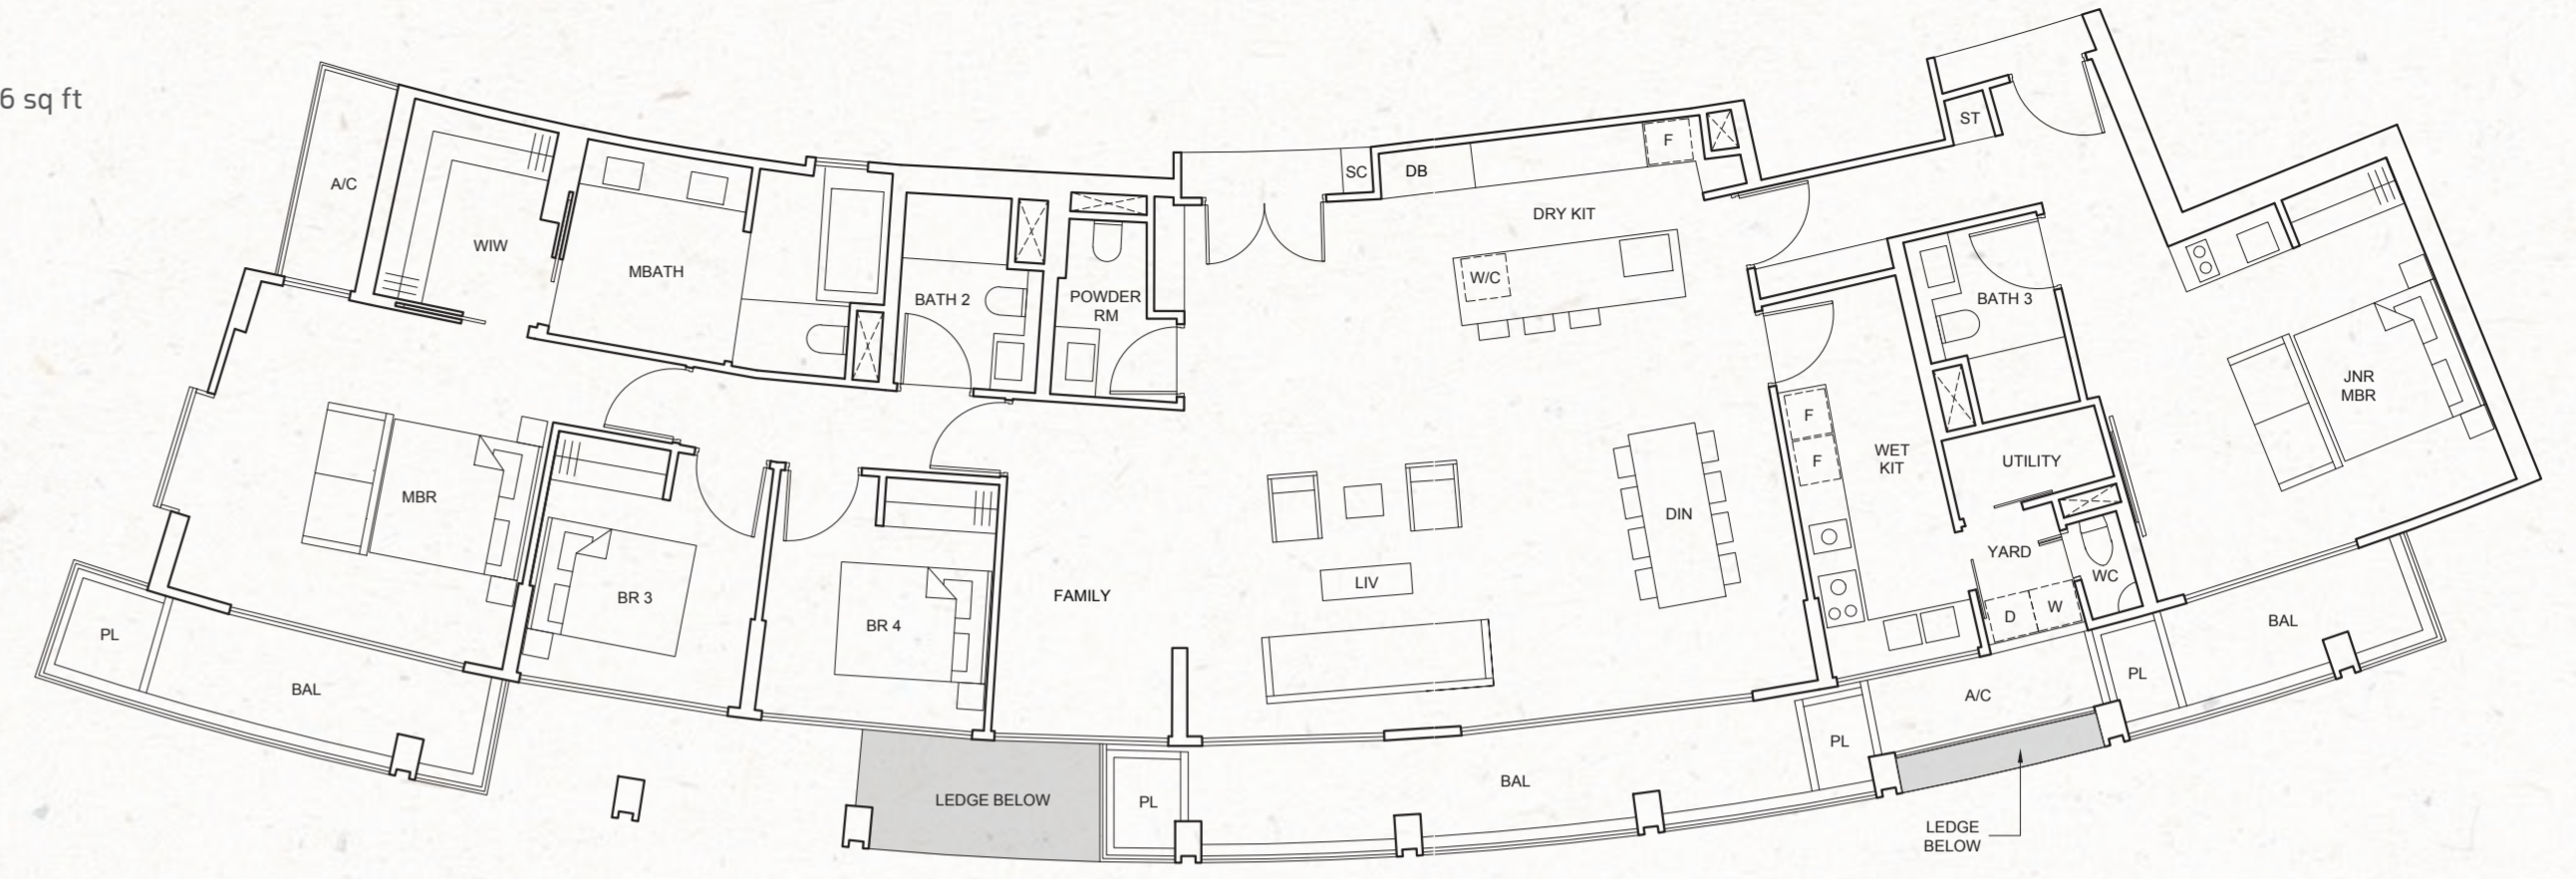 6 sq ft
A/C
WIW
MBATH
BATH 2
POWDER
RM
SC
DB
F
DRY KIT
W/C
ST
BATH 3
JNR
MBR
MBR
BR 3
BR 4
FAMILY
LIV
DIN
F
F
WET
KIT
UTILITY
YARD
WC
D
W
PL
BAL
LEDGE BELOW
PL
BAL
PL
A/C
PL
BAL
LEDGE
BELOW